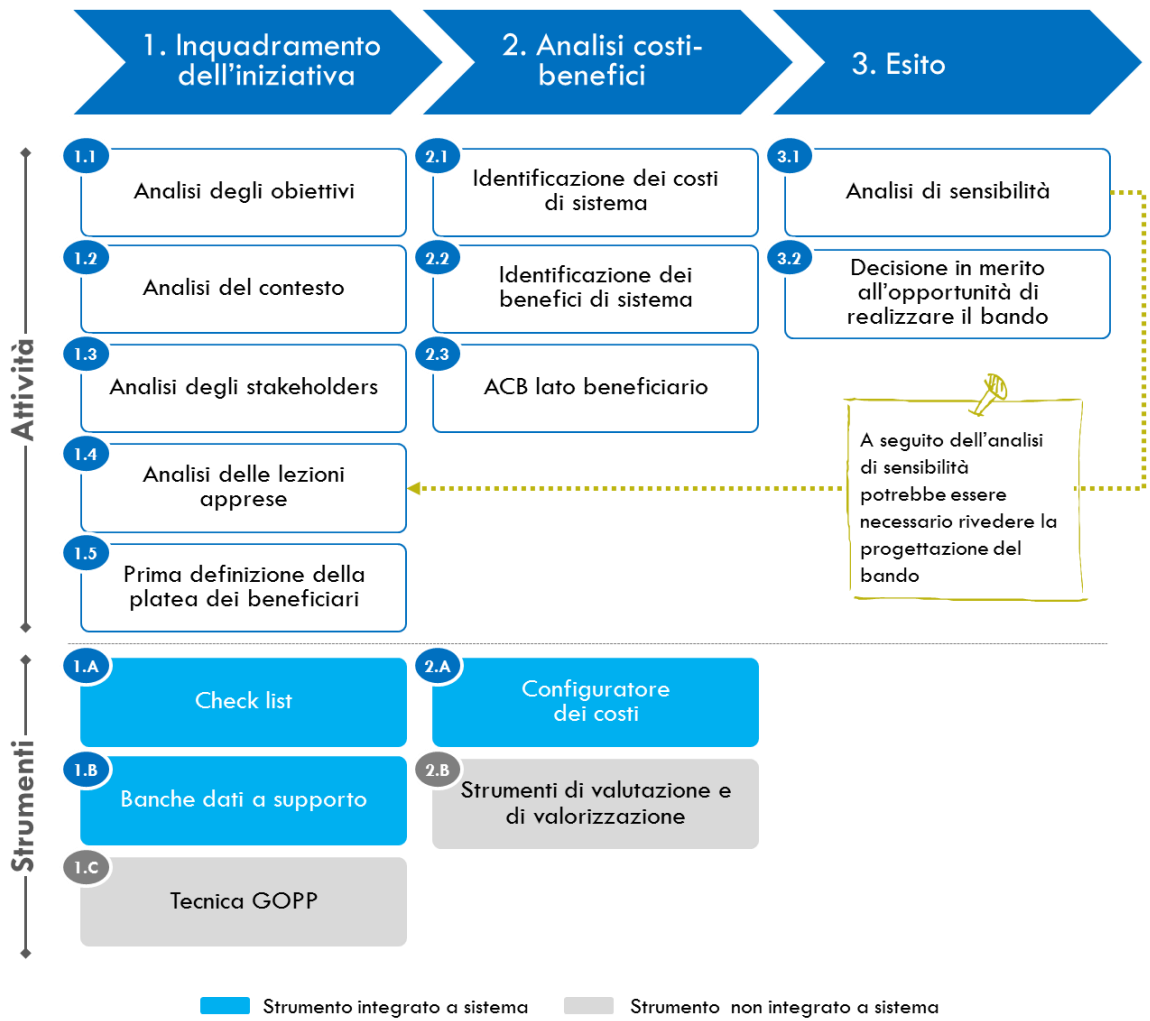 1. Inquadramento
dell'iniziativa
2. Analisi costi-
benefici
3. Esito
Attività
1.1
Analisi degli obiettivi
1.2
Analisi del contesto
1.3
Analisi degli stakeholders
1.4
Analisi delle lezioni
apprese
1.5
Prima definizione della
platea dei beneficiari
2.1
Identificazione dei costi
di sistema
2.2
Identificazione dei
benefici di sistema
2.3
ACB lato beneficiario
3.1
Analisi di sensibilità
3.2
Decisione in merito
all'opportunità di
realizzare il bando
A seguito dell'analisi
di sensibilità
potrebbe essere
necessario rivedere la
progettazione del
bando
Strumenti
1.A
Check list
1.B
Banche dati a supporto
1.C
Tecnica GOPP
2.A
Configuratore
dei costi
2.B
Strumenti di valutazione e
di valorizzazione
Strumento integrato a sistema
Strumento non integrato a sistema